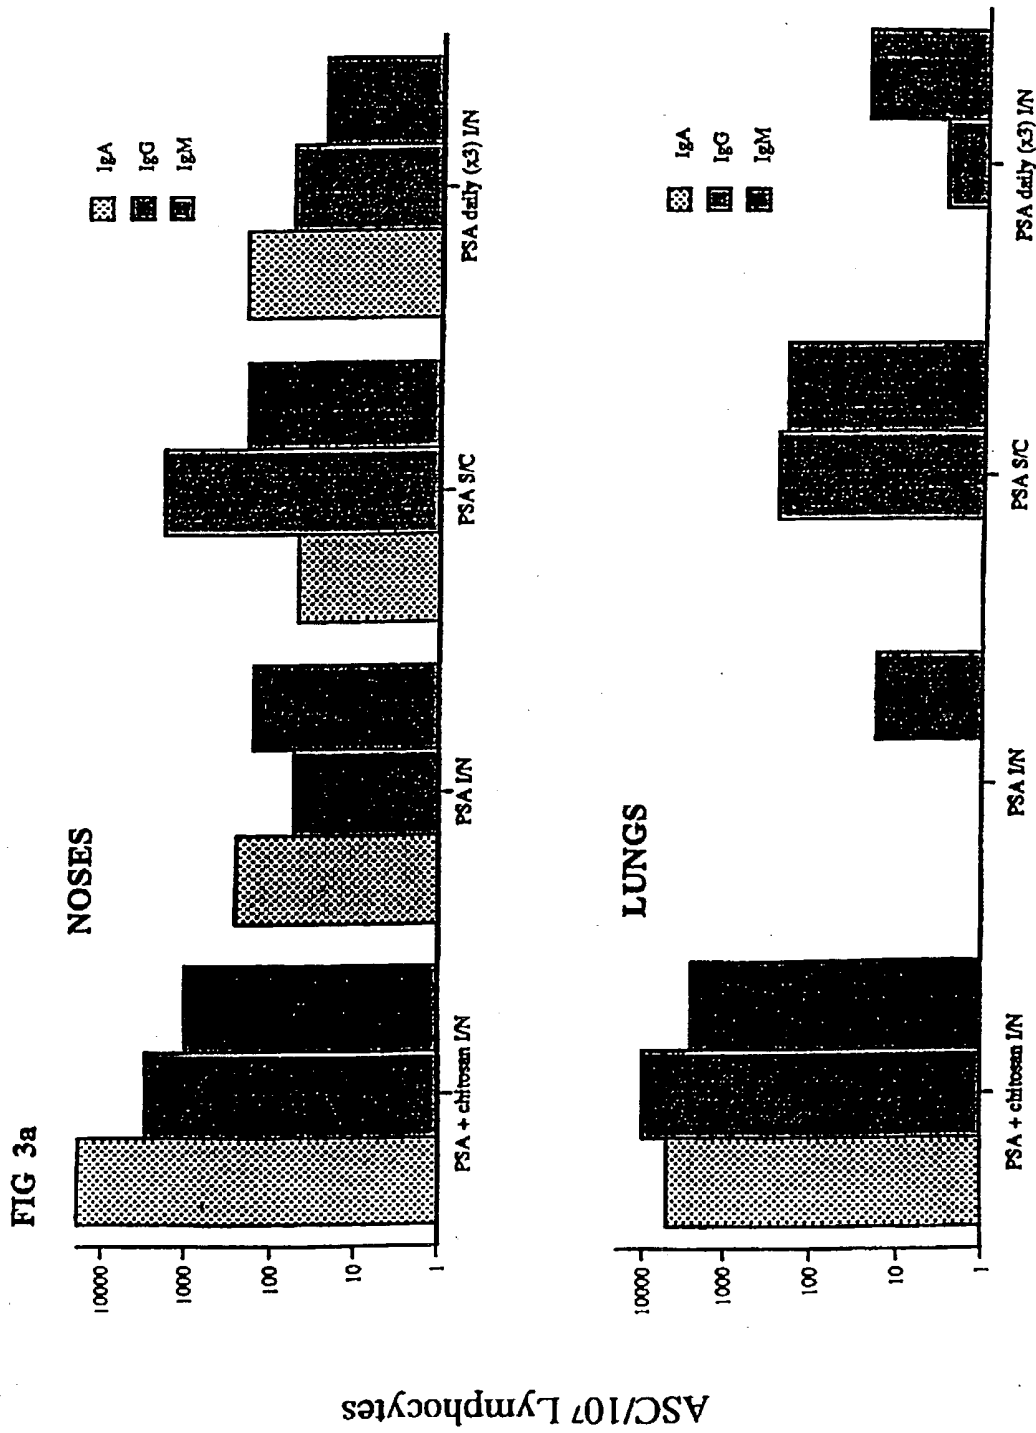 FIG 3a
NOSES
IgA
IgG
IgM
10000
1000
100
10
1
PSA + chitosan I/N
PSA I/N
PSA S/C
PSA daily (x3) I/N
ASC/10⁷ Lymphocytes
LUNGS
IgA
IgG
IgM
10000
1000
100
10
1
PSA + chitosan I/N
PSA I/N
PSA S/C
PSA daily (x3) I/N